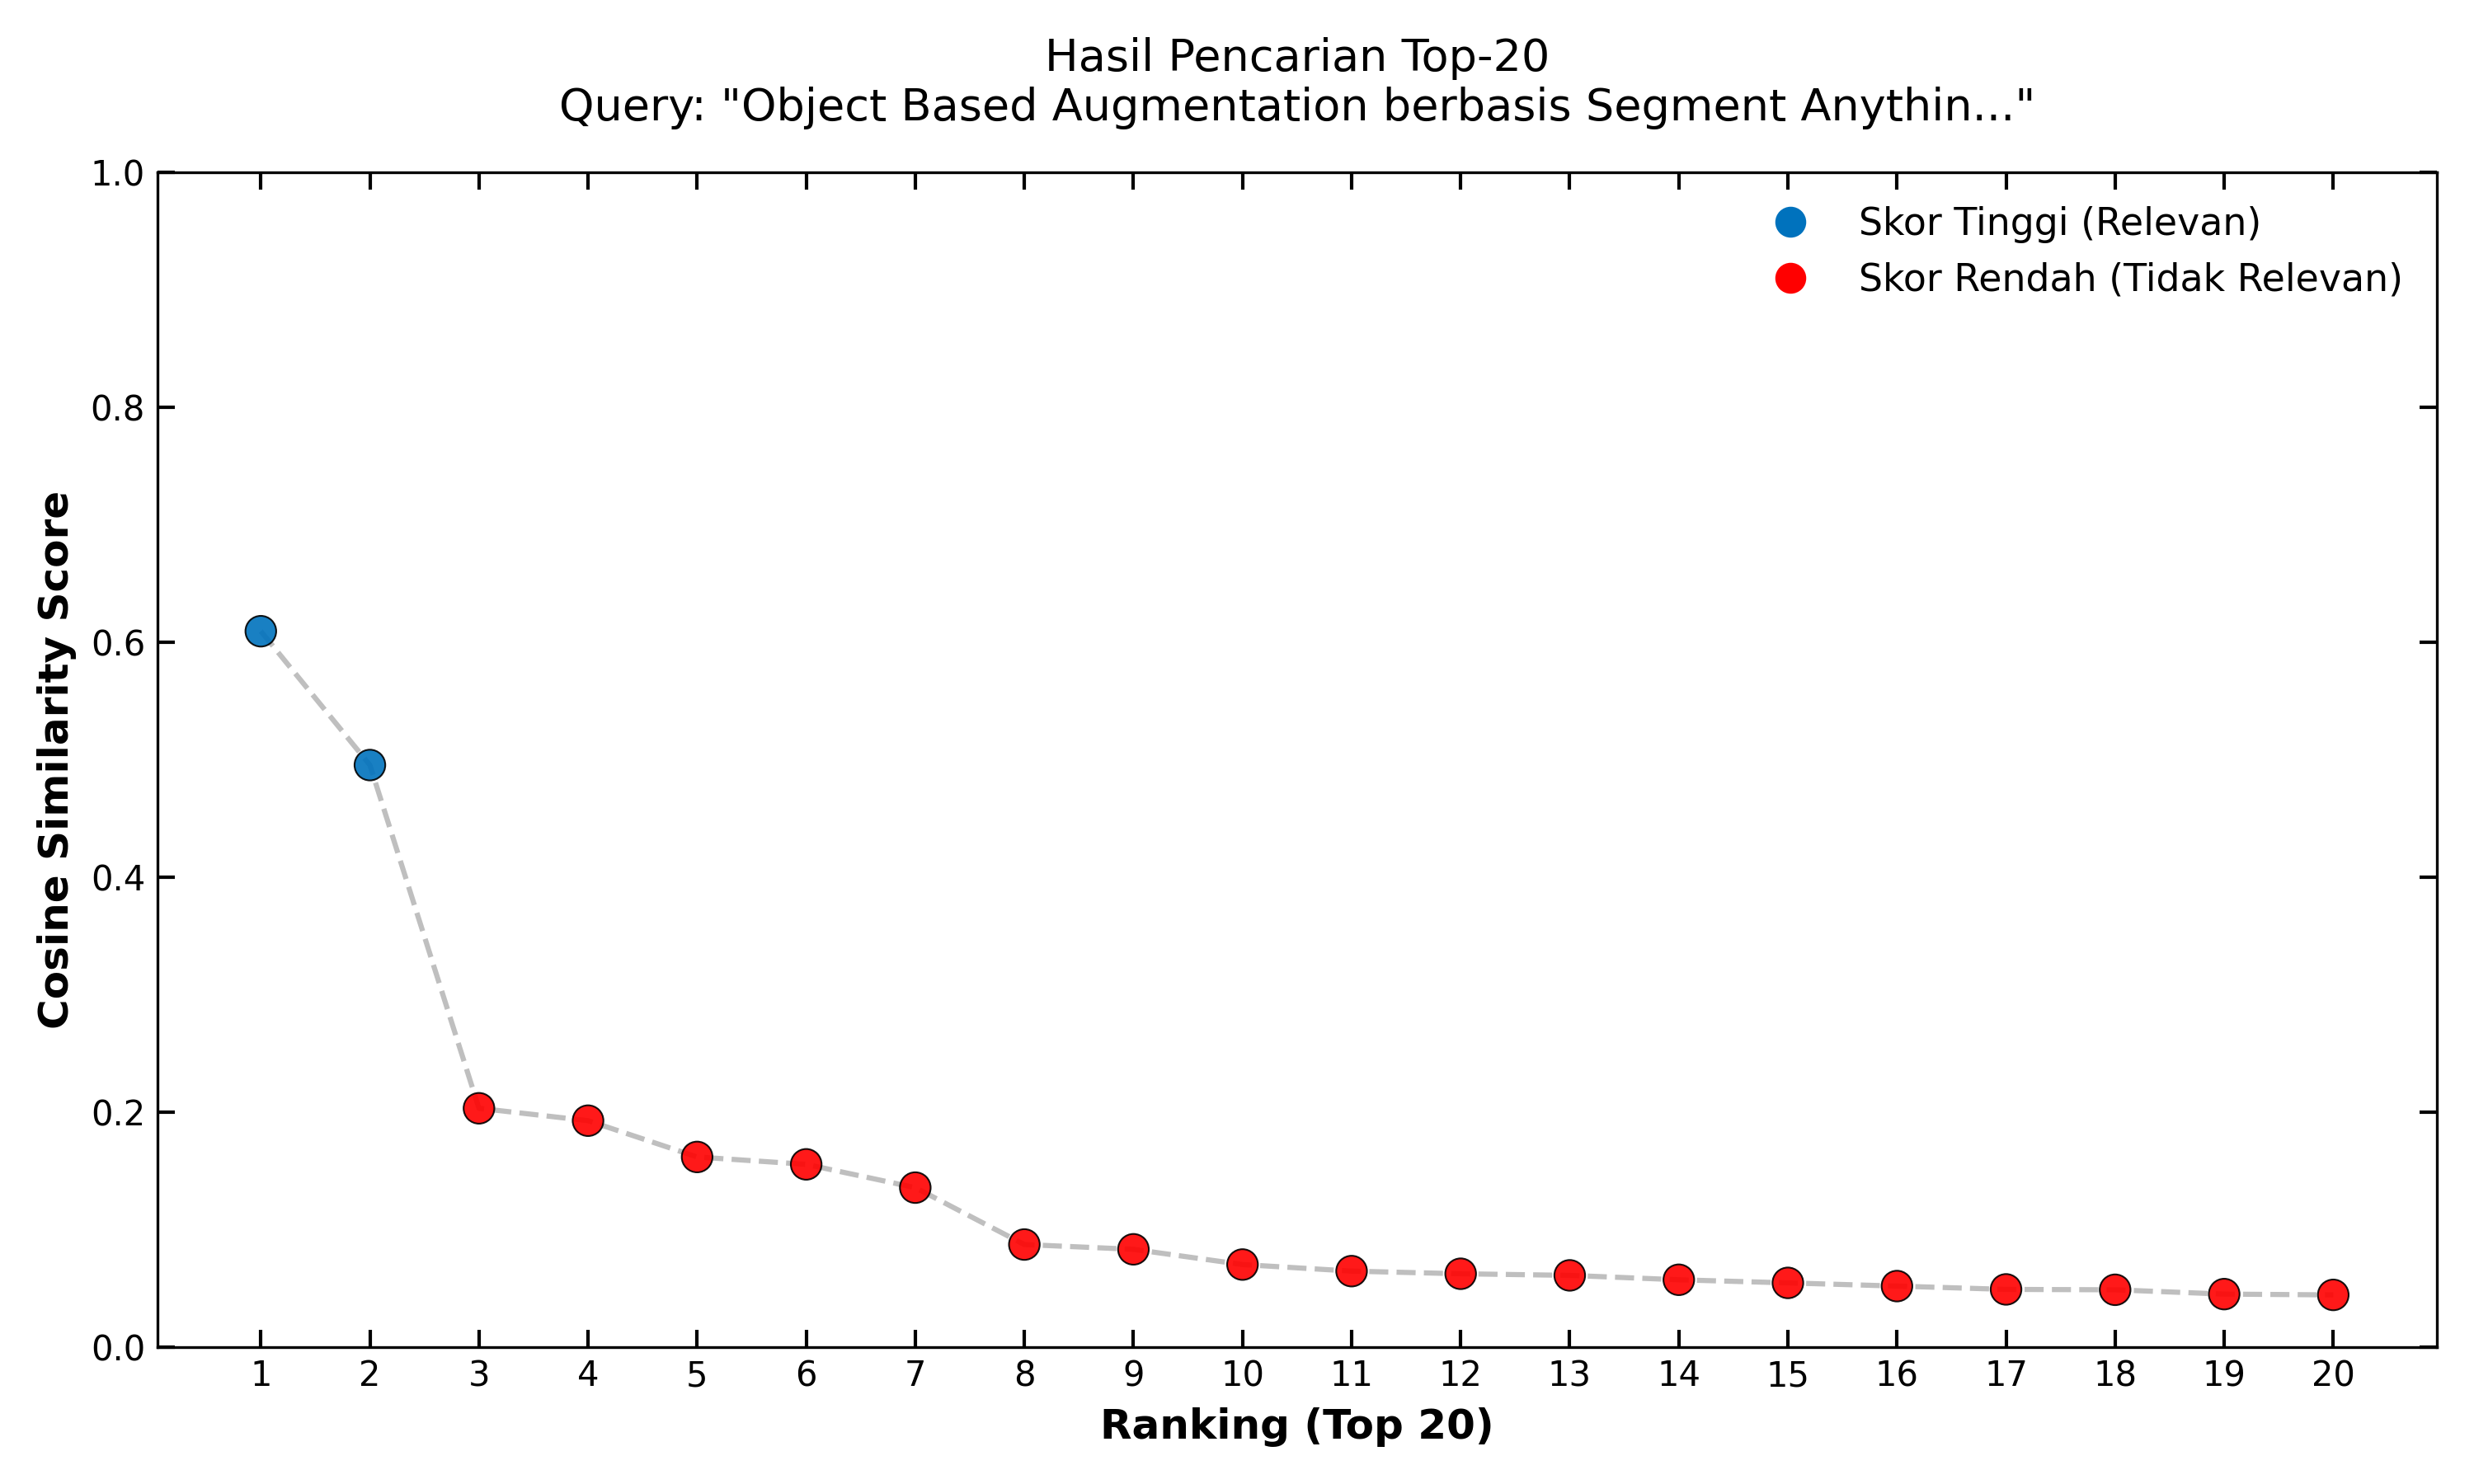 Hasil Pencarian Top-20
Query: "Object Based Augmentation berbasis Segment Anythin..."
Skor Tinggi (Relevan)
Skor Rendah (Tidak Relevan)
Cosine Similarity Score
1.0
0.8
0.6
0.4
0.2
0.0
1 2 3 4 5 6 7 8 9 10 11 12 13 14 15 16 17 18 19 20
Ranking (Top 20)